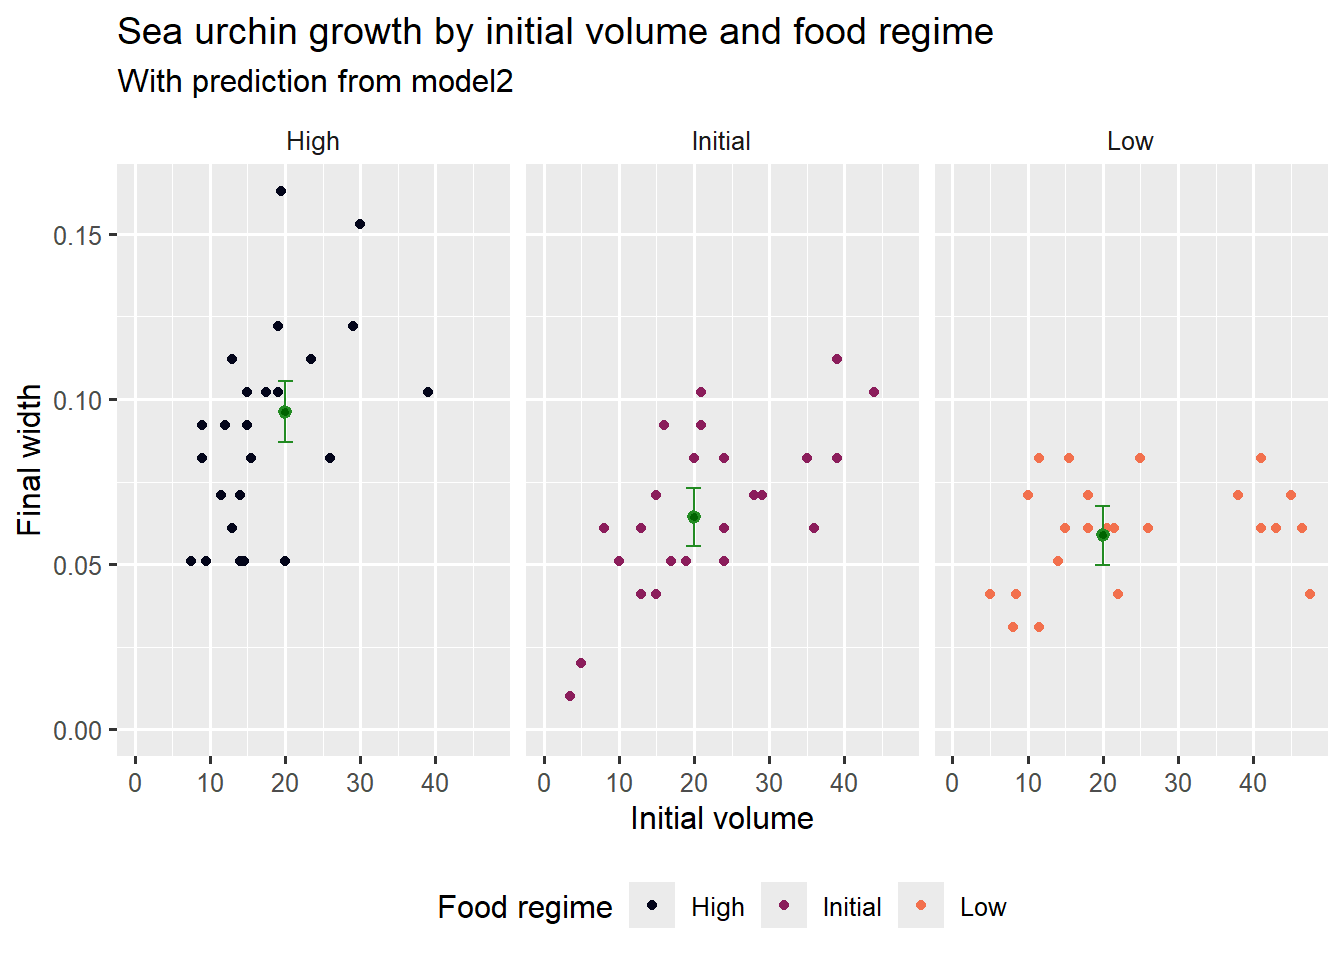 Sea urchin growth by initial volume and food regime
With prediction from model2
High Initial Low
0.15
0.10
0.05
0.00
Final width
0 10 20 30 40 0 10 20 30 40 0 10 20 30 40
Initial volume
Food regime High Initial Low